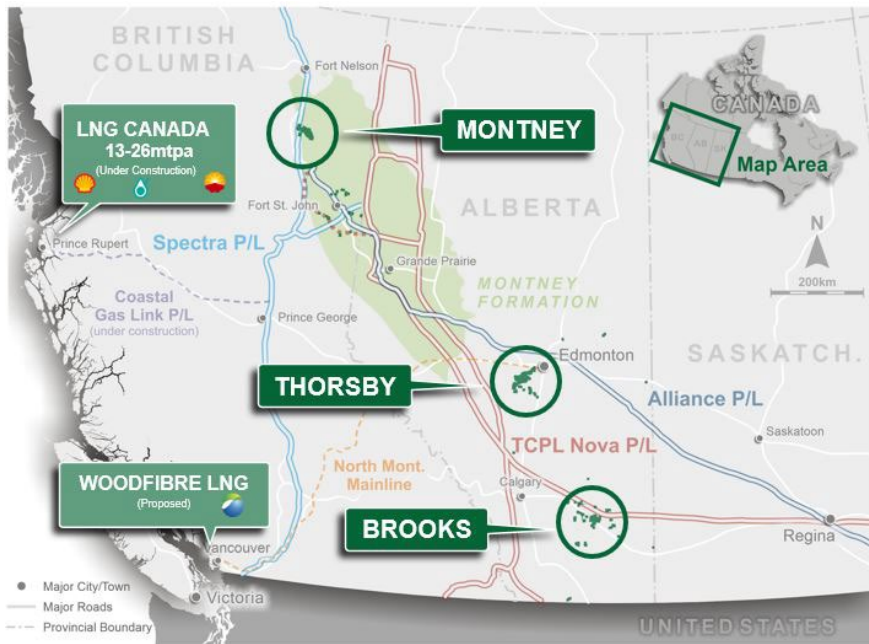 BRITISH
COLUMBIA
Fort Nelson
CANADA
BC
AB
SK
Map Area
LNG CANADA
13-26mtpa
(Under Construction)
MONTNEY
Fort St. John
ALBERTA
N
200km
Prince Rupert
Spectra P/L
Grande Prairie
MONTNEY
FORMATION
Coastal
Gas Link P/L
(under construction)
Prince George
SASKATCH.
Edmonton
THORSBY
Alliance P/L
TCPL Nova P/L
Saskatoon
North Mont.
Mainline
Calgary
WOODFIBRE LNG
(Proposed)
BROOKS
Regina
Vancouver
Major City/Town
Major Roads
Provincial Boundary
Victoria
UNITED STATES